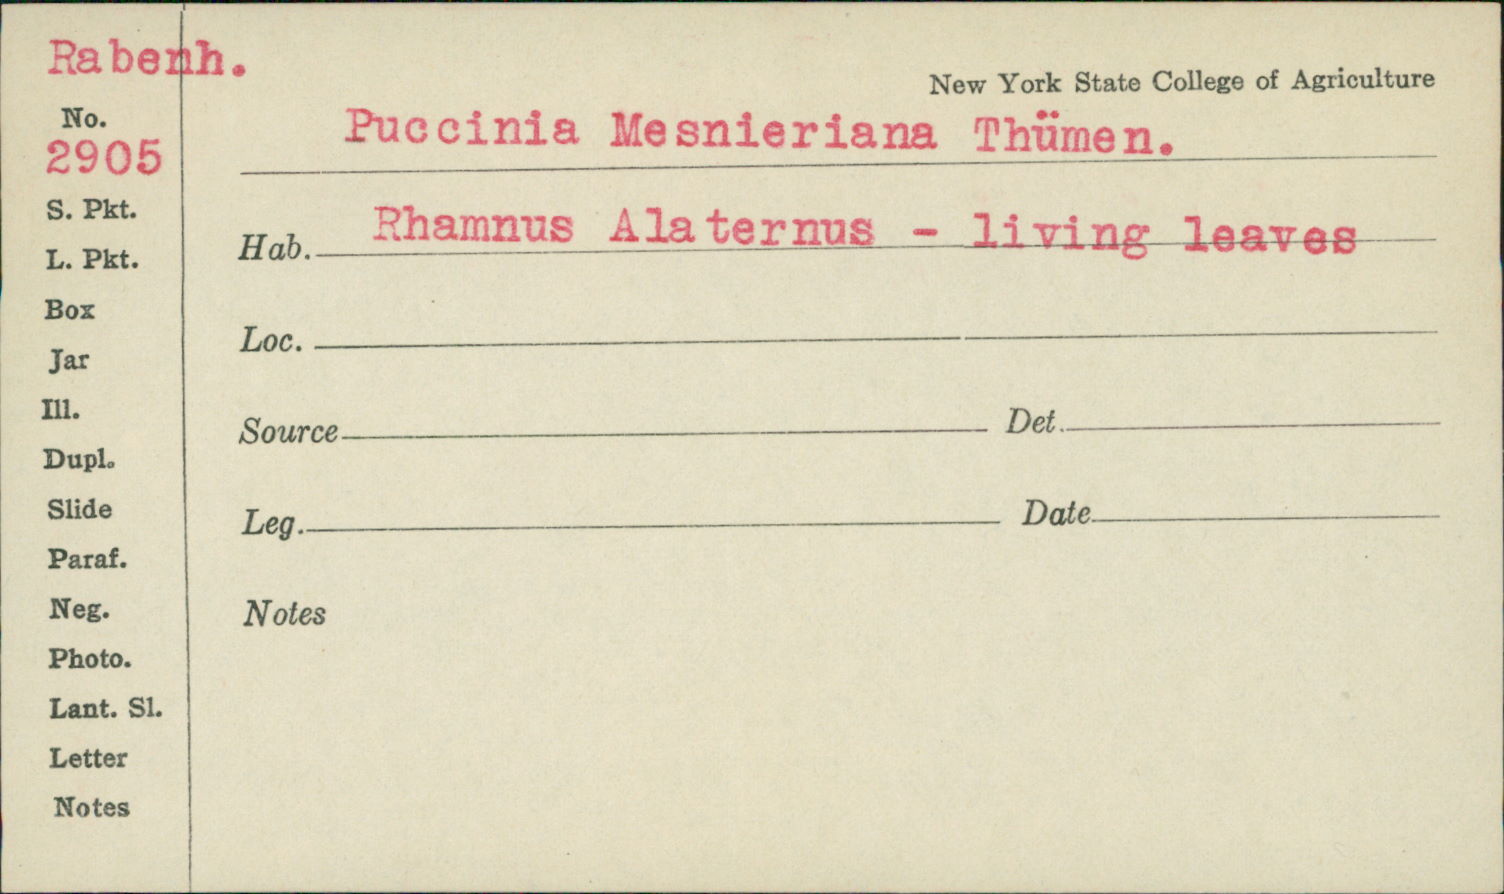 Rabenh.
New York State College of Agriculture
No.
2905
Puccinia Mesnieriana Thümen.
S. Pkt.
Hab. Rhamnus Alaternus - living leaves
L. Pkt.
Box
Loc.
Jar
Ill.
Source Det.
Dupl.
Slide
Leg. Date
Paraf.
Neg.
Notes
Photo.
Lant. Sl.
Letter
Notes